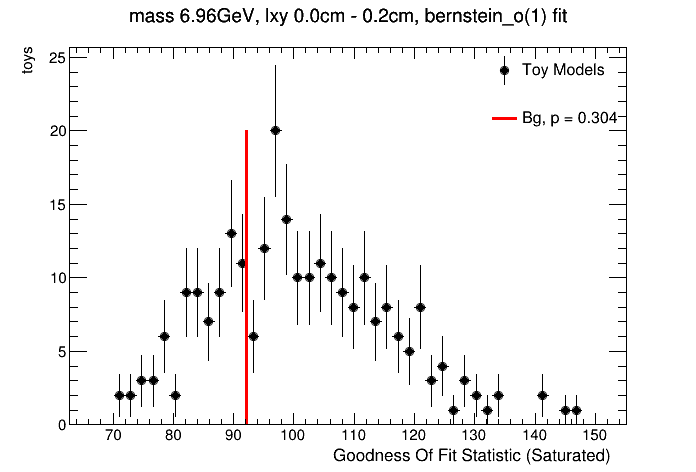 mass 6.96GeV, lxy 0.0cm - 0.2cm, bernstein_o(1) fit
toys
25
20
15
10
5
0
Toy Models
Bg, p = 0.304
70 80 90 100 110 120 130 140 150
Goodness Of Fit Statistic (Saturated)